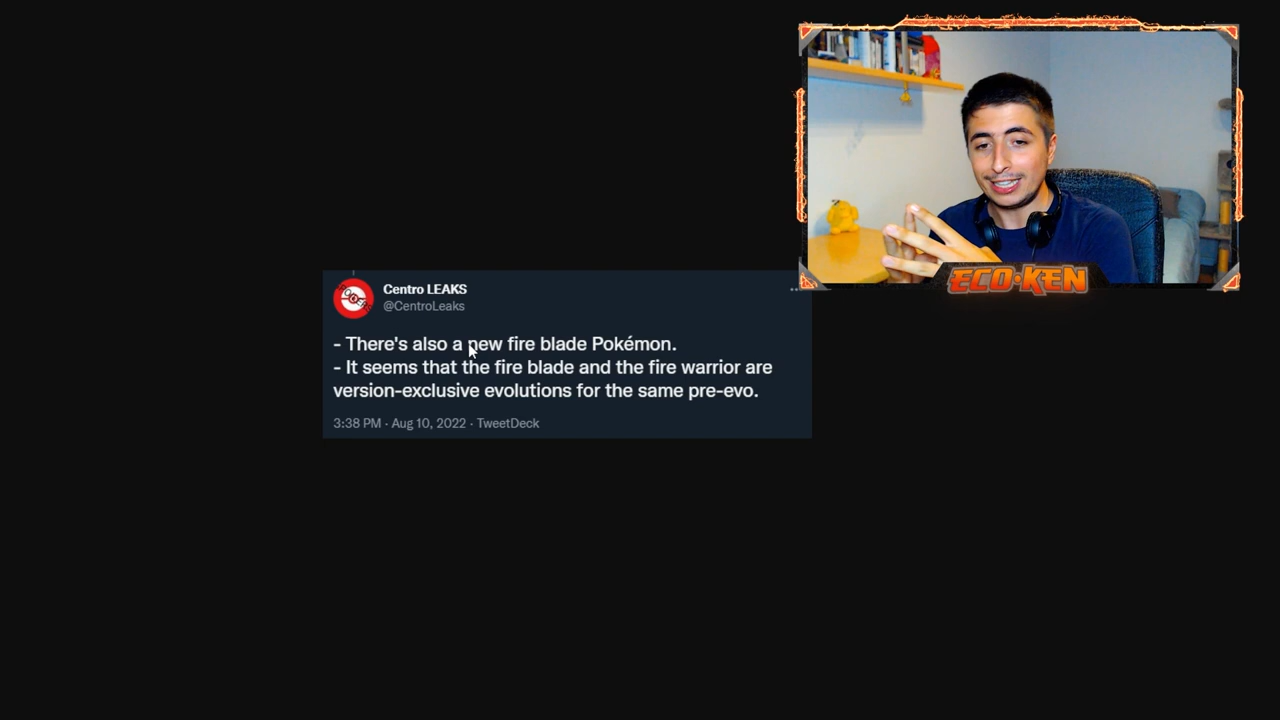 Centro LEAKS
@CentroLeaks
- There's also a new fire blade Pokémon.
- It seems that the fire blade and the fire warrior are
version-exclusive evolutions for the same pre-evo.
3:38 PM · Aug 10, 2022 · TweetDeck
ECO·KEN